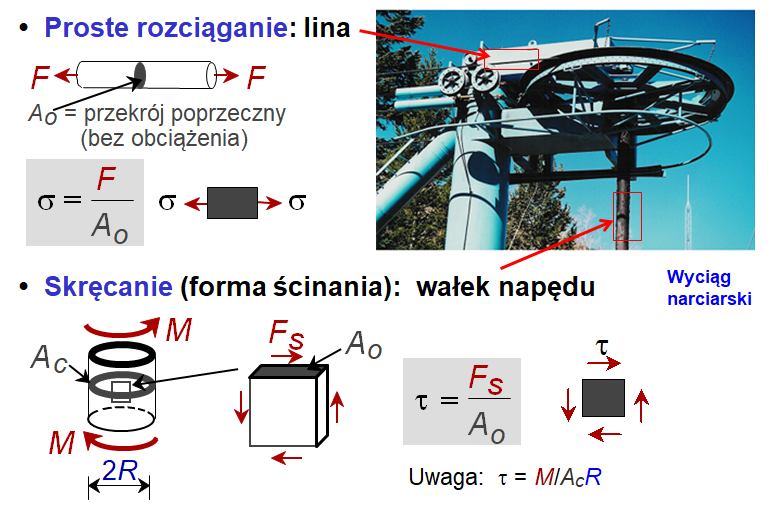 • Proste rozciąganie: lina
F F
Ao = przekrój poprzeczny
(bez obciążenia)
σ = F / Ao
σ σ
• Skręcanie (forma ścinania): wałek napędu
Wyciąg
narciarski
M
Ac
Fs
Ao
τ = Fs / Ao
τ
M
2R
Uwaga: τ = M/AcR